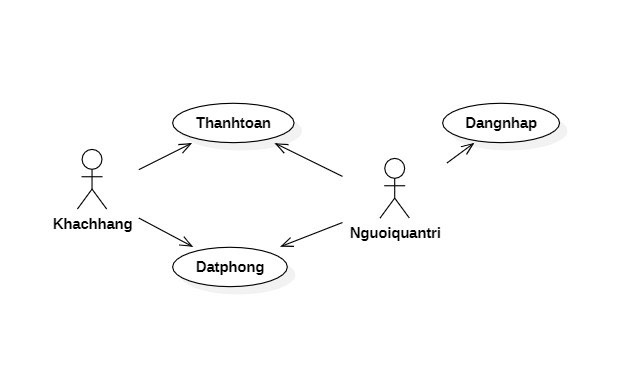 Thanhtoan
Dangnhap
Khachhang
Nguoiquantri
Datphong